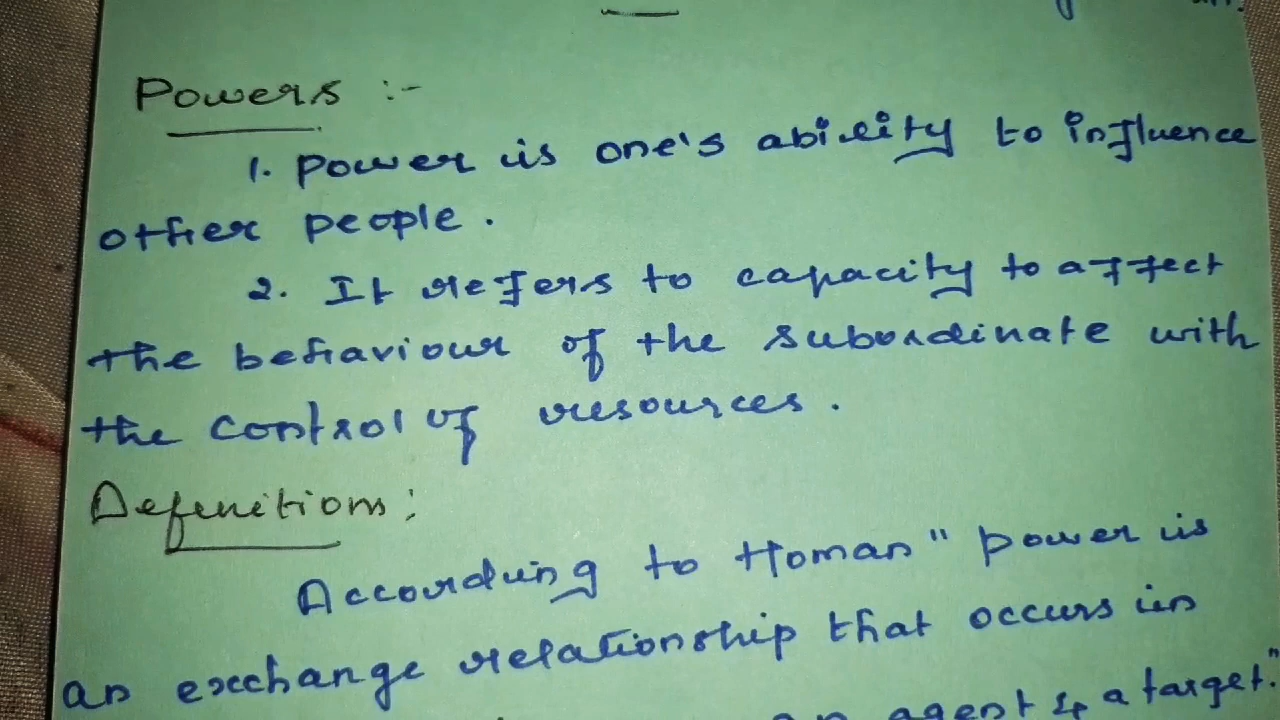 Powers :-
1. Power is one's ability to influence
other people.
2. It refers to capacity to affect
the behaviour of the subordinate with
the control of resources.
Definitions:
According to Homan " power is
an exchange relationship that occurs in
agent & a target."